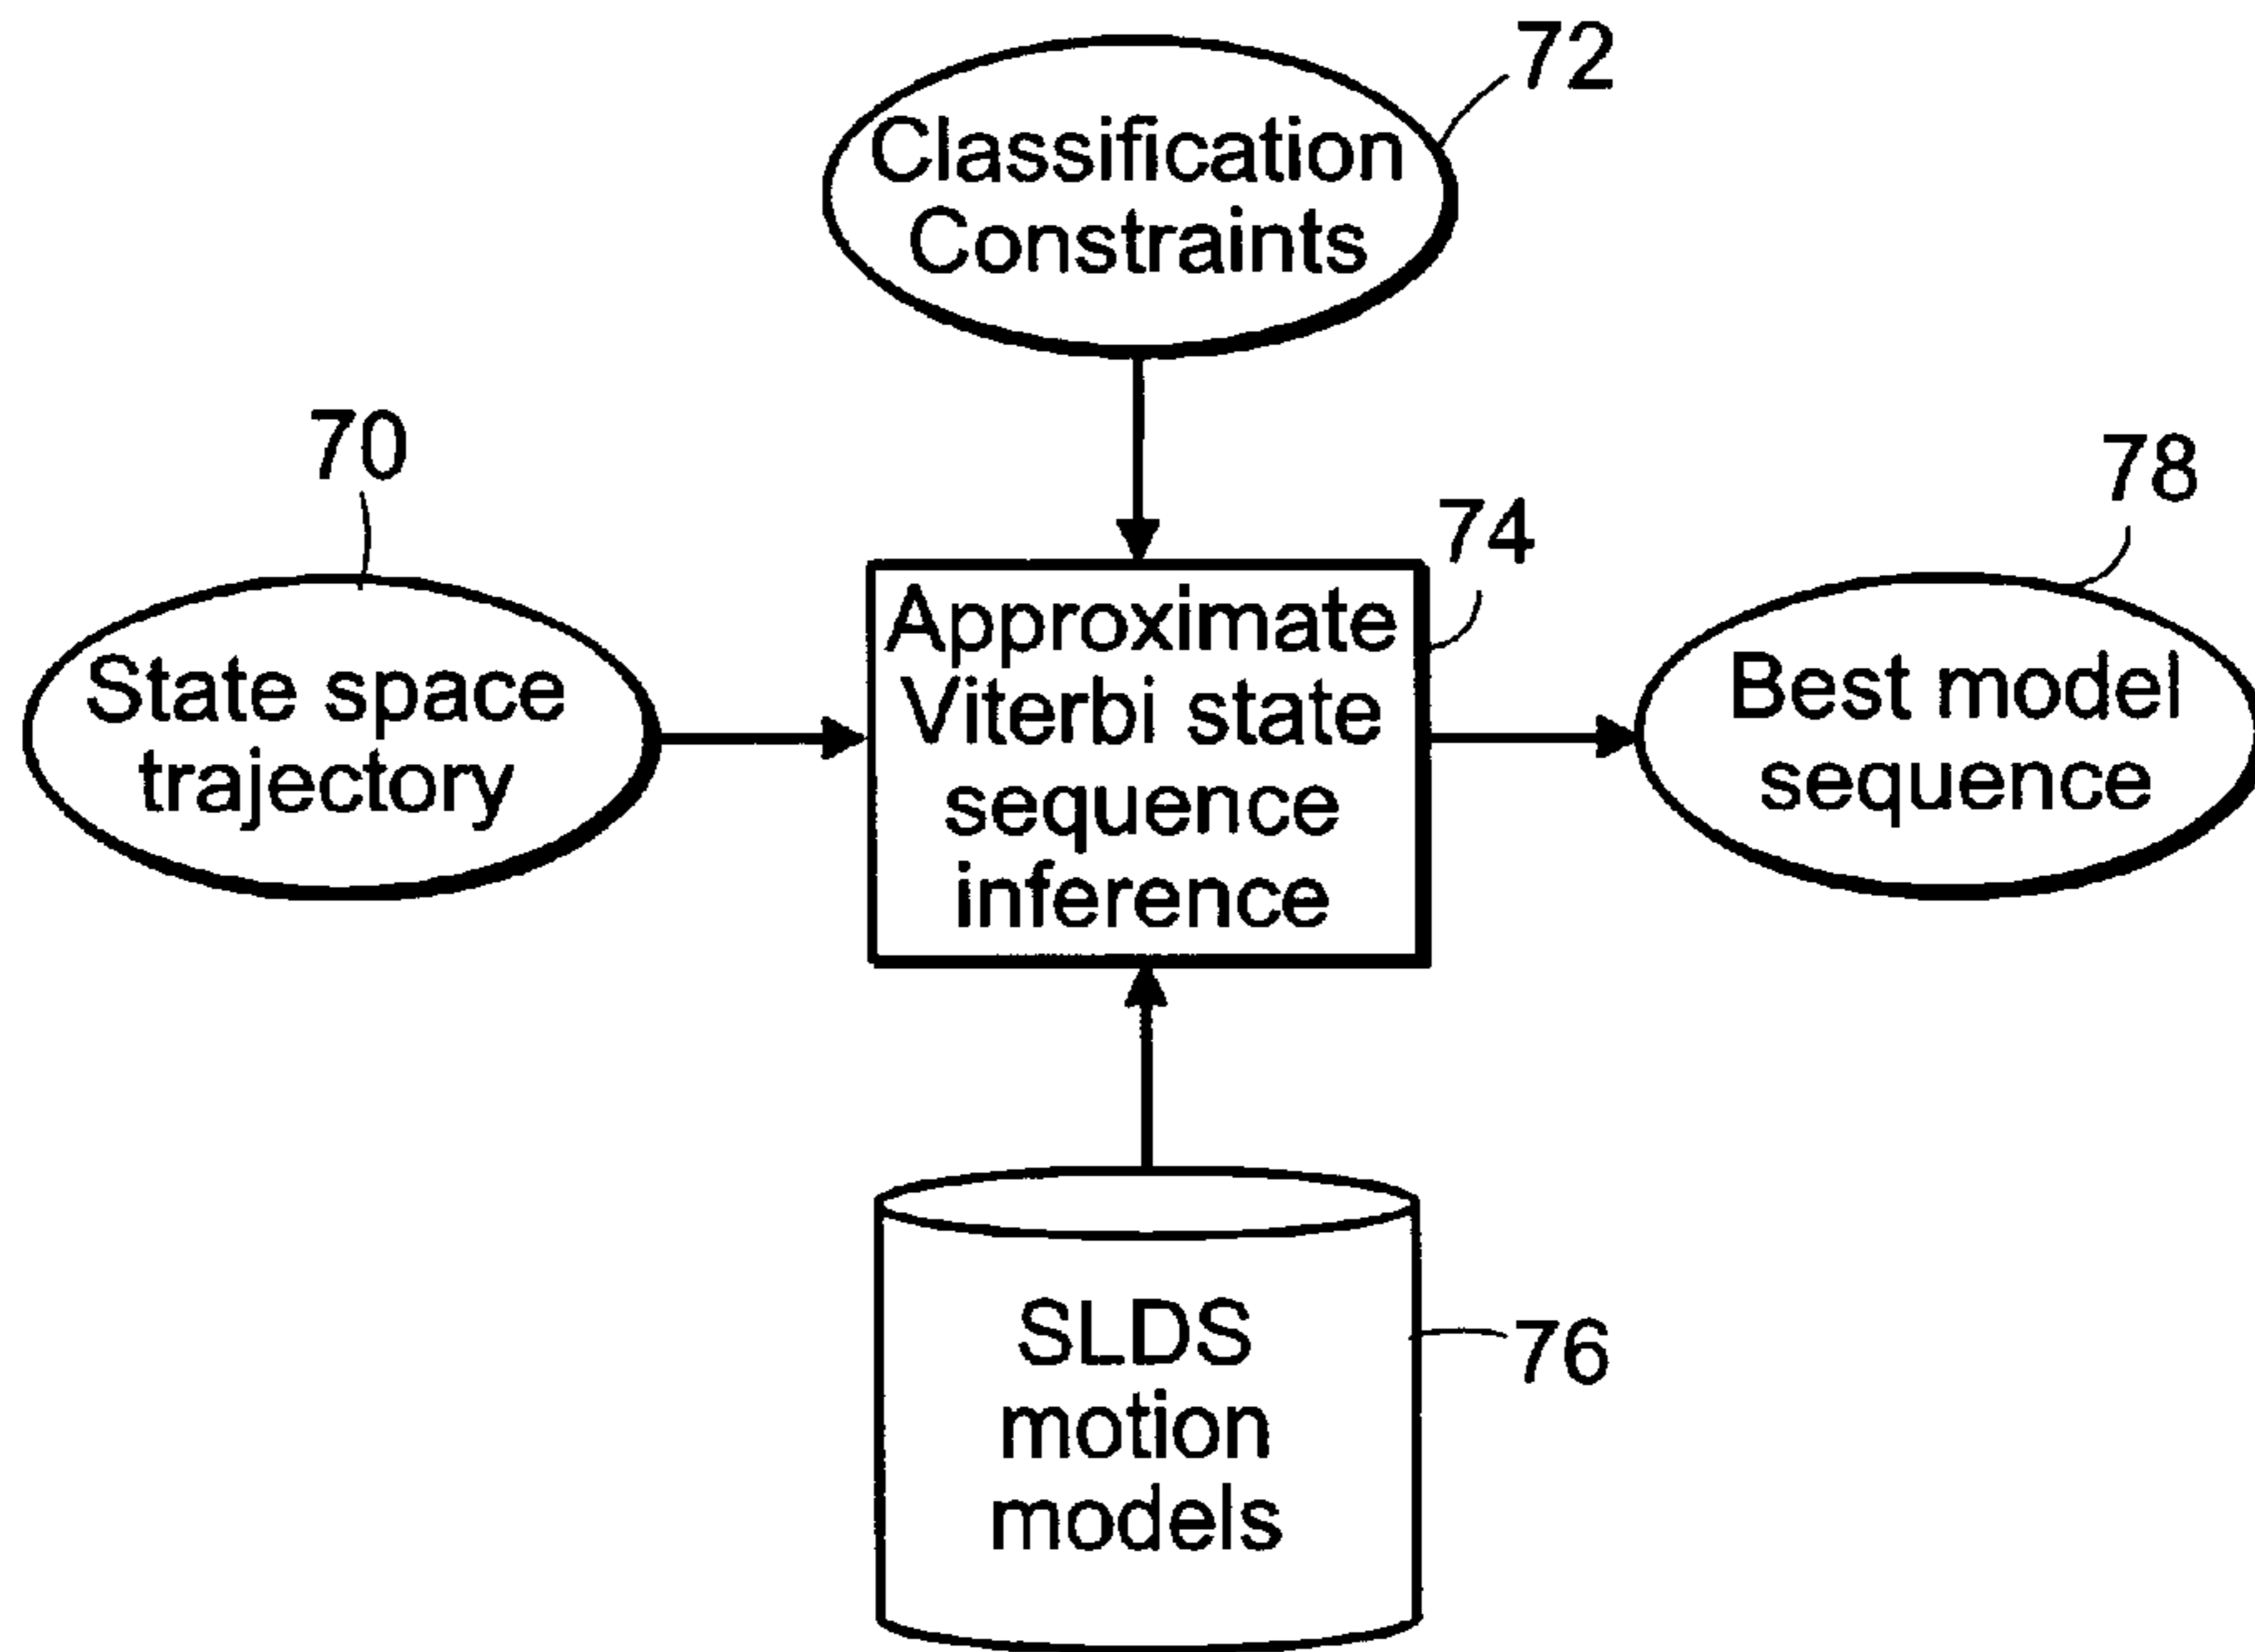 72
Classification
Constraints
70
State space
trajectory
74
Approximate
Viterbi state
sequence
inference
78
Best model
sequence
SLDS
motion
models
76